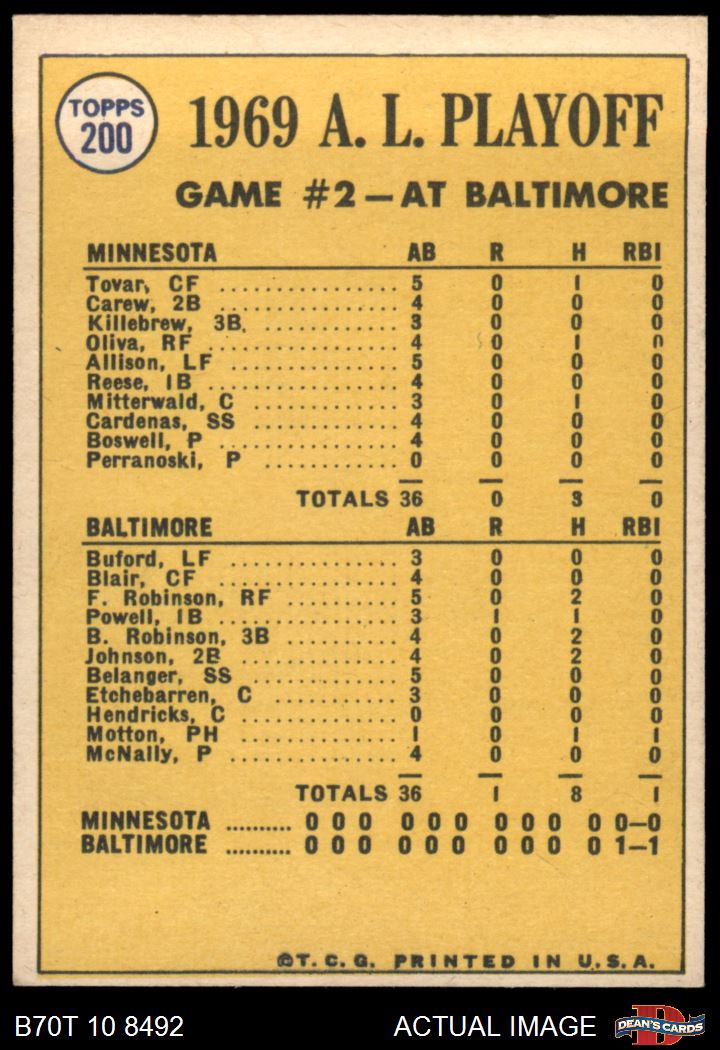 TOPPS
200
1969 A. L. PLAYOFF
GAME #2 — AT BALTIMORE
MINNESOTA AB R H RBI
Tovar, CF ................ 5 0 1 0
Carew, 2B ................ 4 0 0 0
Killebrew, 3B. ............ 3 0 0 0
Oliva, RF ................ 4 0 1 0
Allison, LF ................ 5 0 0 0
Reese, 1B ................ 4 0 0 0
Mitterwald, C ............ 3 0 1 0
Cardenas, SS ............ 4 0 0 0
Boswell, P ................ 4 0 0 0
Perranoski, P ............ 0 0 0 0
TOTALS 36 0 3 0
BALTIMORE AB R H RBI
Buford, LF ................ 3 0 0 0
Blair, CF ................ 4 0 0 0
F. Robinson, RF .......... 5 0 2 0
Powell, 1B ................ 3 1 1 0
B. Robinson, 3B .......... 4 0 2 0
Johnson, 2B .............. 4 0 2 0
Belanger, SS .............. 5 0 0 0
Etchebarren, C ............ 3 0 0 0
Hendricks, C .............. 0 0 0 0
Motton, PH ................ 1 0 1 1
McNally, P ................ 4 0 0 0
TOTALS 36 1 8 1
MINNESOTA .......... 0 0 0 0 0 0 0 0 0 0 0—0
BALTIMORE .......... 0 0 0 0 0 0 0 0 0 0 1—1
©T. C. G. PRINTED IN U. S. A.
B70T 10 8492 ACTUAL IMAGE
DEAN'S CARDS